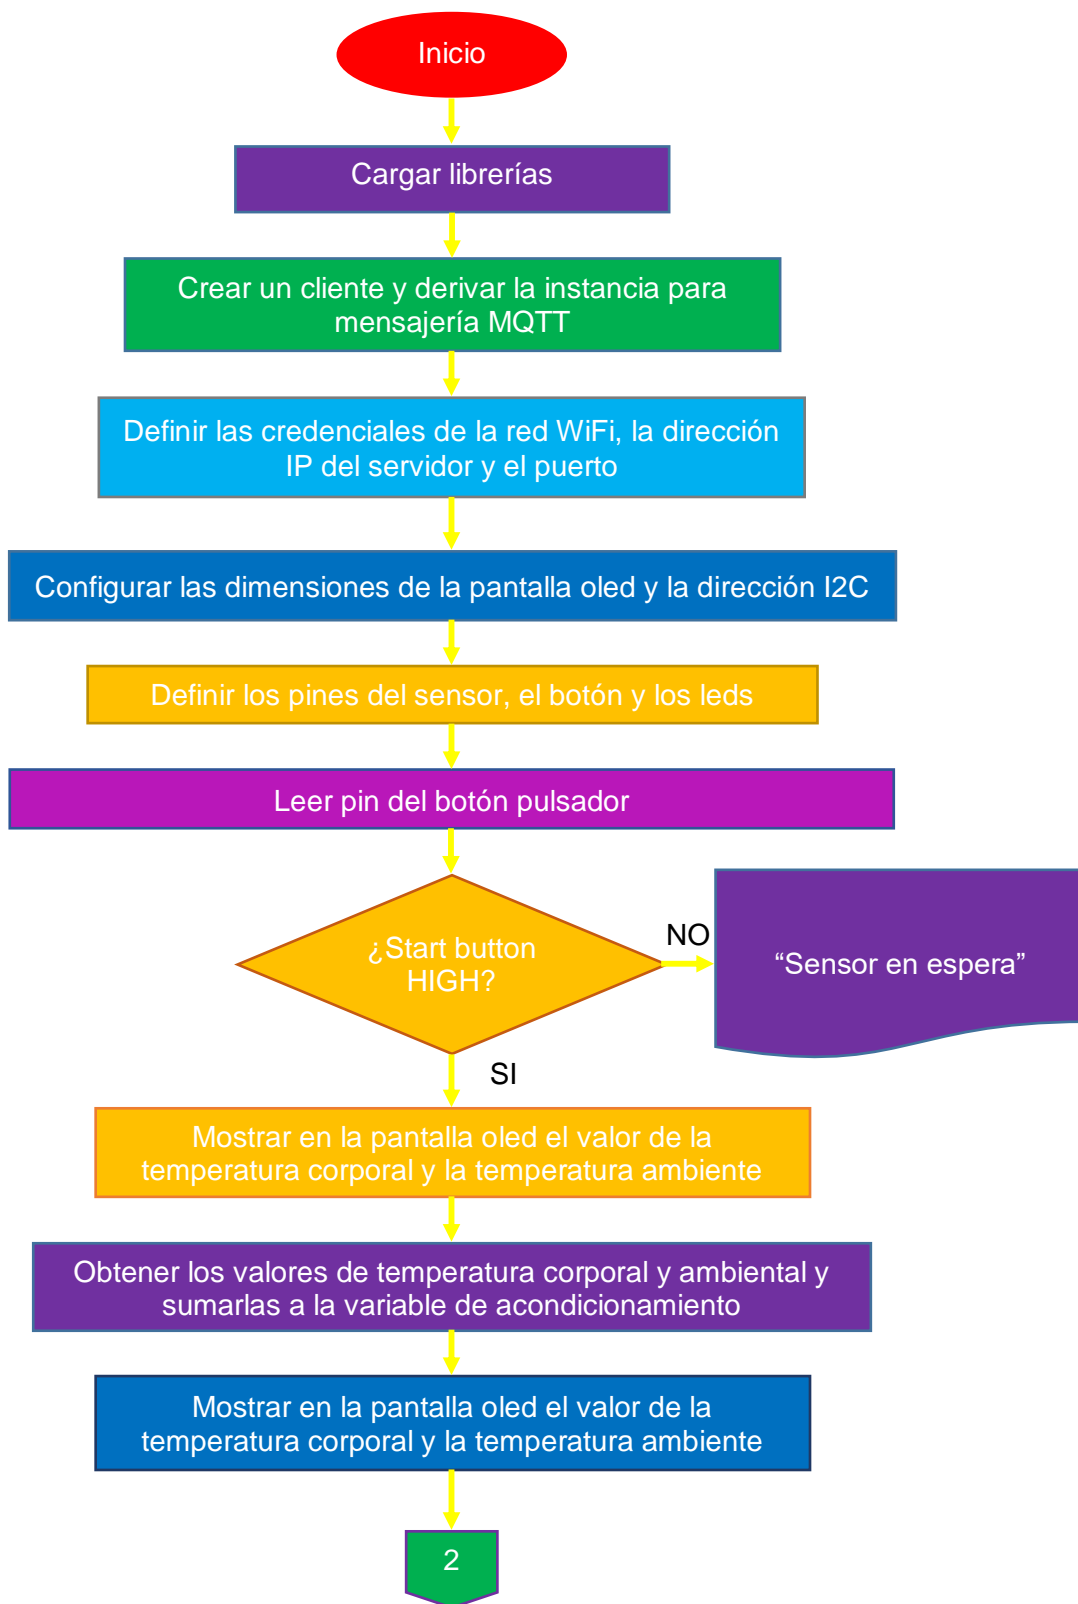 Inicio
Cargar librerías
Crear un cliente y derivar la instancia para
mensajería MQTT
Definir las credenciales de la red WiFi, la dirección
IP del servidor y el puerto
Configurar las dimensiones de la pantalla oled y la dirección I2C
Definir los pines del sensor, el botón y los leds
Leer pin del botón pulsador
¿Start button
HIGH?
NO
“Sensor en espera”
SI
Mostrar en la pantalla oled el valor de la
temperatura corporal y la temperatura ambiente
Obtener los valores de temperatura corporal y ambiental y
sumarlas a la variable de acondicionamiento
Mostrar en la pantalla oled el valor de la
temperatura corporal y la temperatura ambiente
2